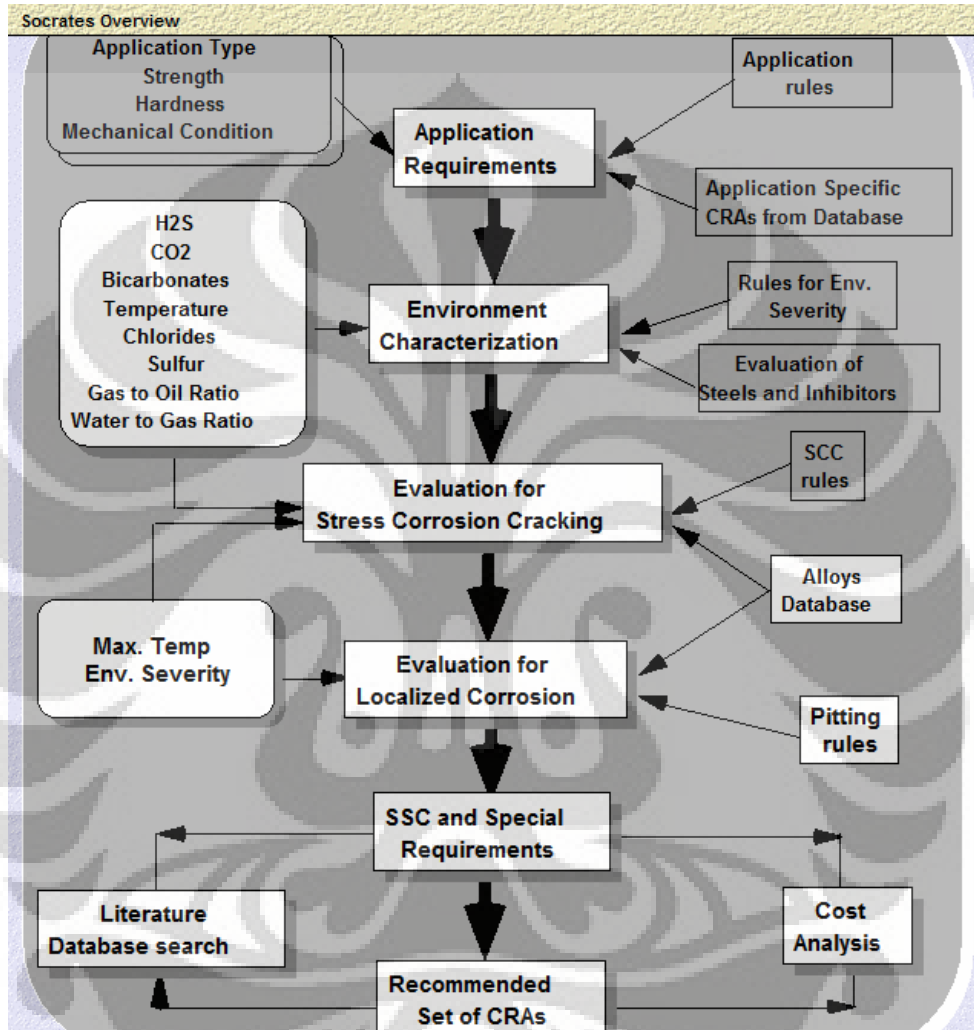 Socrates Overview
Application Type
Strength
Hardness
Mechanical Condition
Application
rules
Application
Requirements
Application Specific
CRAs from Database
H2S
CO2
Bicarbonates
Temperature
Chlorides
Sulfur
Gas to Oil Ratio
Water to Gas Ratio
Environment
Characterization
Rules for Env.
Severity
Evaluation of
Steels and Inhibitors
SCC
rules
Evaluation for
Stress Corrosion Cracking
Alloys
Database
Max. Temp
Env. Severity
Evaluation for
Localized Corrosion
Pitting
rules
SSC and Special
Requirements
Literature
Database search
Cost
Analysis
Recommended
Set of CRAs